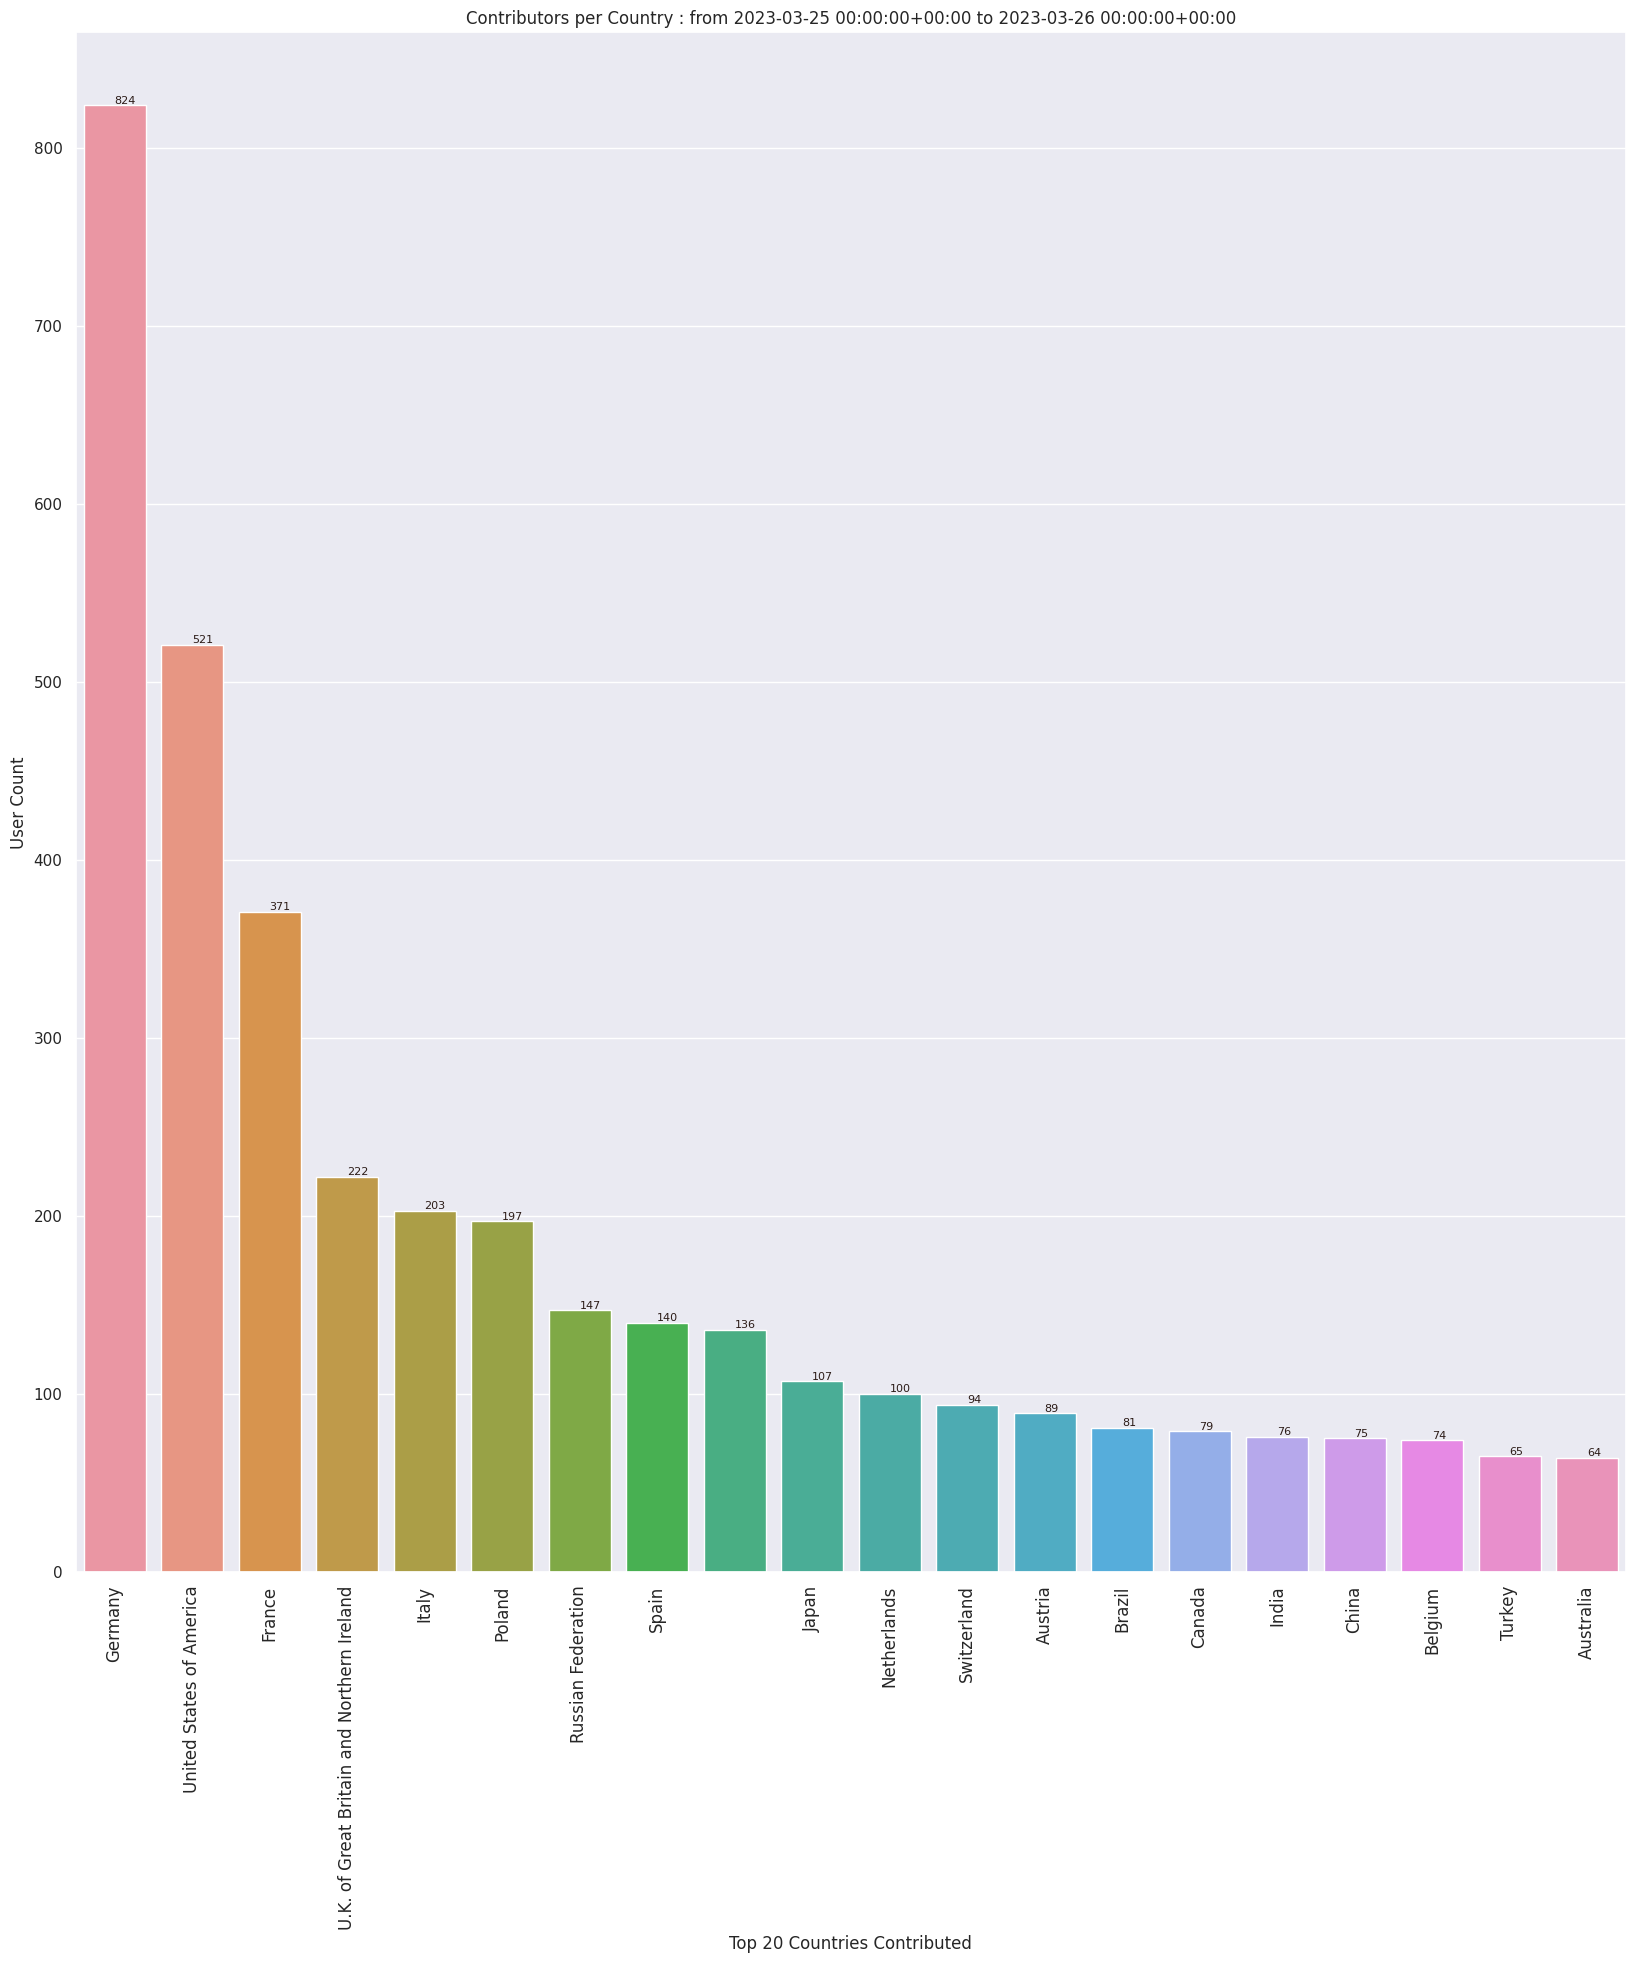 Contributors per Country : from 2023-03-25 00:00:00+00:00 to 2023-03-26 00:00:00+00:00
User Count
800
700
600
500
400
300
200
100
0
824
521
371
222
203
197
147
140
136
107
100
94
89
81
79
76
75
74
65
64
Germany
United States of America
France
U.K. of Great Britain and Northern Ireland
Italy
Poland
Russian Federation
Spain
Japan
Netherlands
Switzerland
Austria
Brazil
Canada
India
China
Belgium
Turkey
Australia
Top 20 Countries Contributed